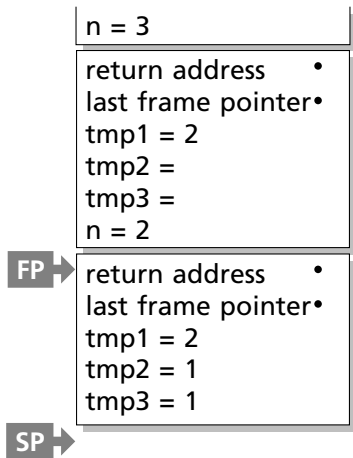 n = 3
return address •
last frame pointer•
tmp1 = 2
tmp2 =
tmp3 =
n = 2
FP
return address •
last frame pointer•
tmp1 = 2
tmp2 = 1
tmp3 = 1
SP